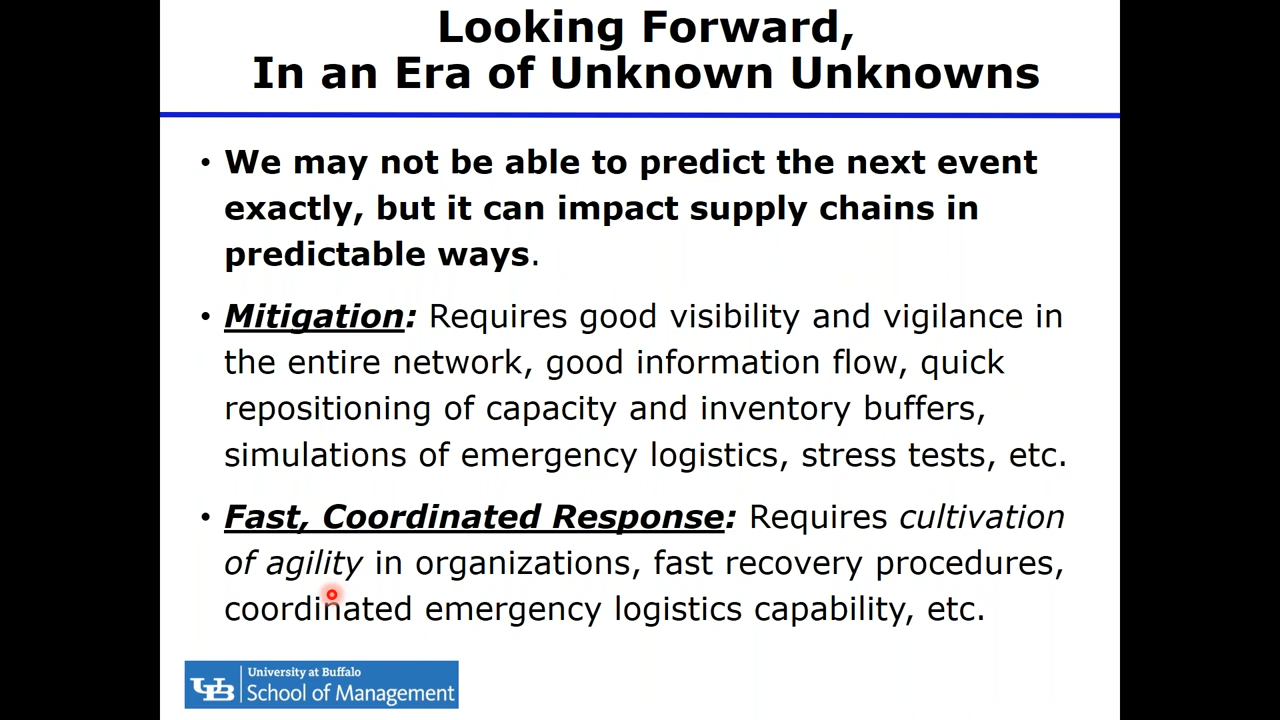 Looking Forward,
In an Era of Unknown Unknowns
• We may not be able to predict the next event
exactly, but it can impact supply chains in
predictable ways.
• Mitigation: Requires good visibility and vigilance in
the entire network, good information flow, quick
repositioning of capacity and inventory buffers,
simulations of emergency logistics, stress tests, etc.
• Fast, Coordinated Response: Requires cultivation
of agility in organizations, fast recovery procedures,
coordinated emergency logistics capability, etc.
UB
University at Buffalo
School of Management